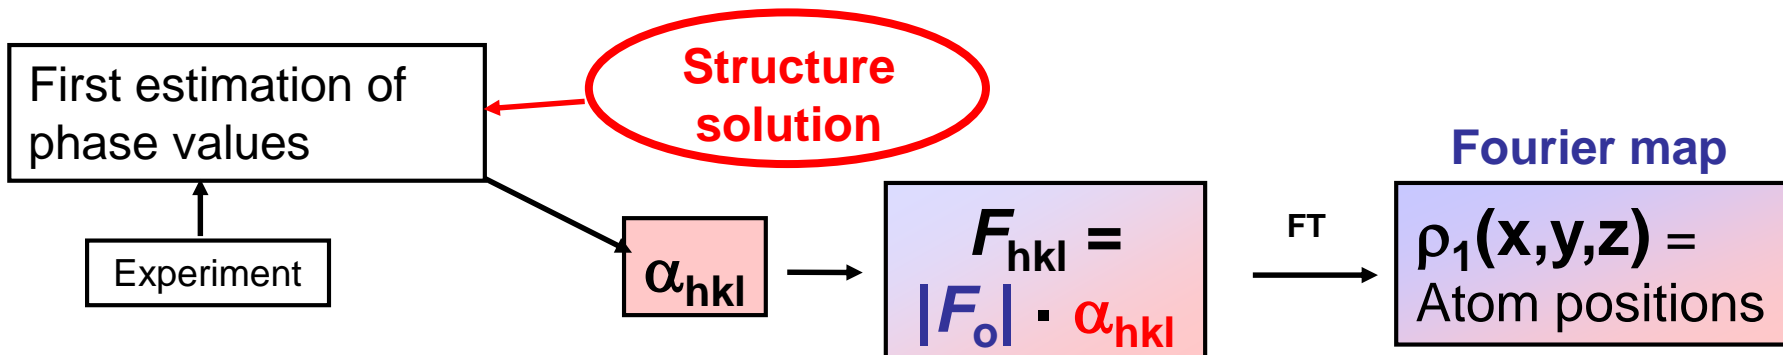 First estimation of
phase values
Structure
solution
Experiment
αhkl
Fhkl =
|Fo| · αhkl
FT
Fourier map
ρ1(x,y,z) =
Atom positions